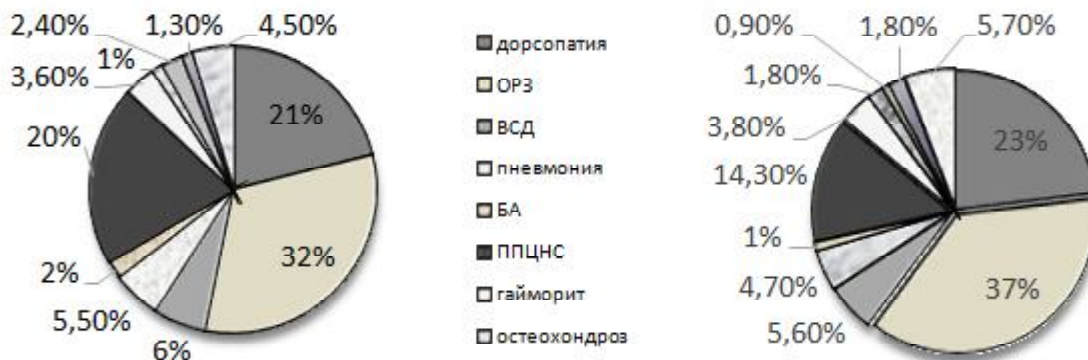 2,40%
1,30%
4,50%
1%
3,60%
20%
21%
32%
2%
5,50%
6%
дорсопатия
ОРЗ
ВСД
пневмония
БА
ППЦНС
гайморит
остеохондроз
0,90%
1,80%
5,70%
1,80%
3,80%
14,30%
23%
1%
37%
4,70%
5,60%